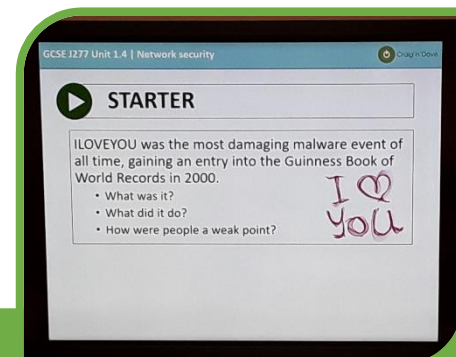 GCSE J277 Unit 1.4 | Network security
Craig'n'Dave
STARTER
ILOVEYOU was the most damaging malware event of
all time, gaining an entry into the Guinness Book of
World Records in 2000.
• What was it?
• What did it do?
• How were people a weak point?
I ♡
YOU